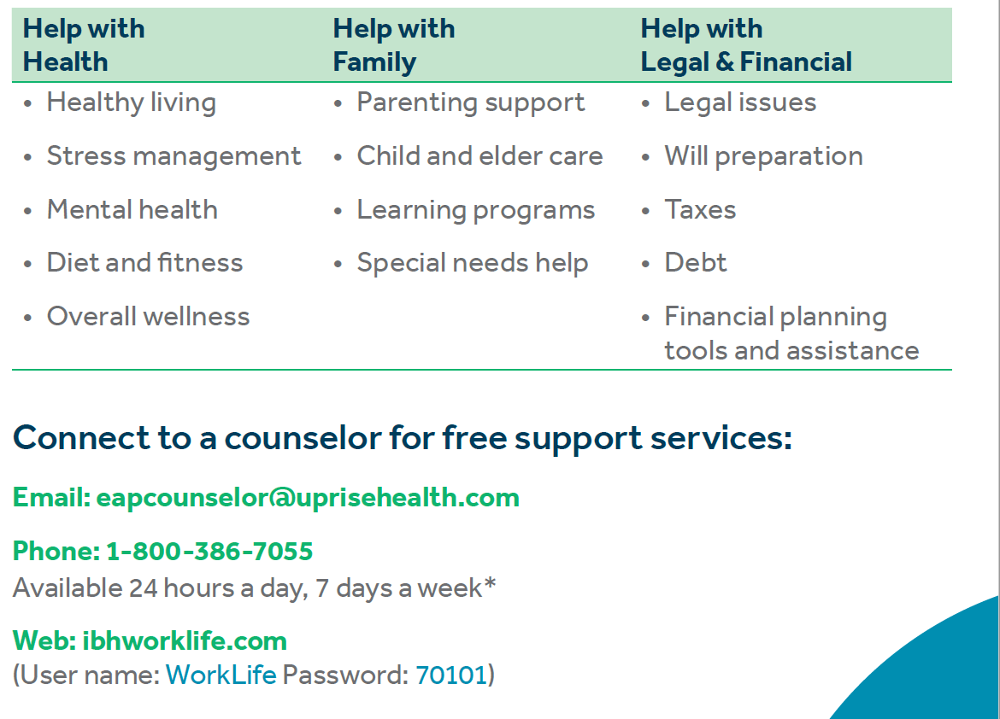 Help with
Health
Help with
Family
Help with
Legal & Financial
• Healthy living
• Stress management
• Mental health
• Diet and fitness
• Overall wellness
• Parenting support
• Child and elder care
• Learning programs
• Special needs help
• Legal issues
• Will preparation
• Taxes
• Debt
• Financial planning
tools and assistance
Connect to a counselor for free support services:
Email: eapcounselor@uprisehealth.com
Phone: 1-800-386-7055
Available 24 hours a day, 7 days a week*
Web: ibhworklife.com
(User name: WorkLife Password: 70101)